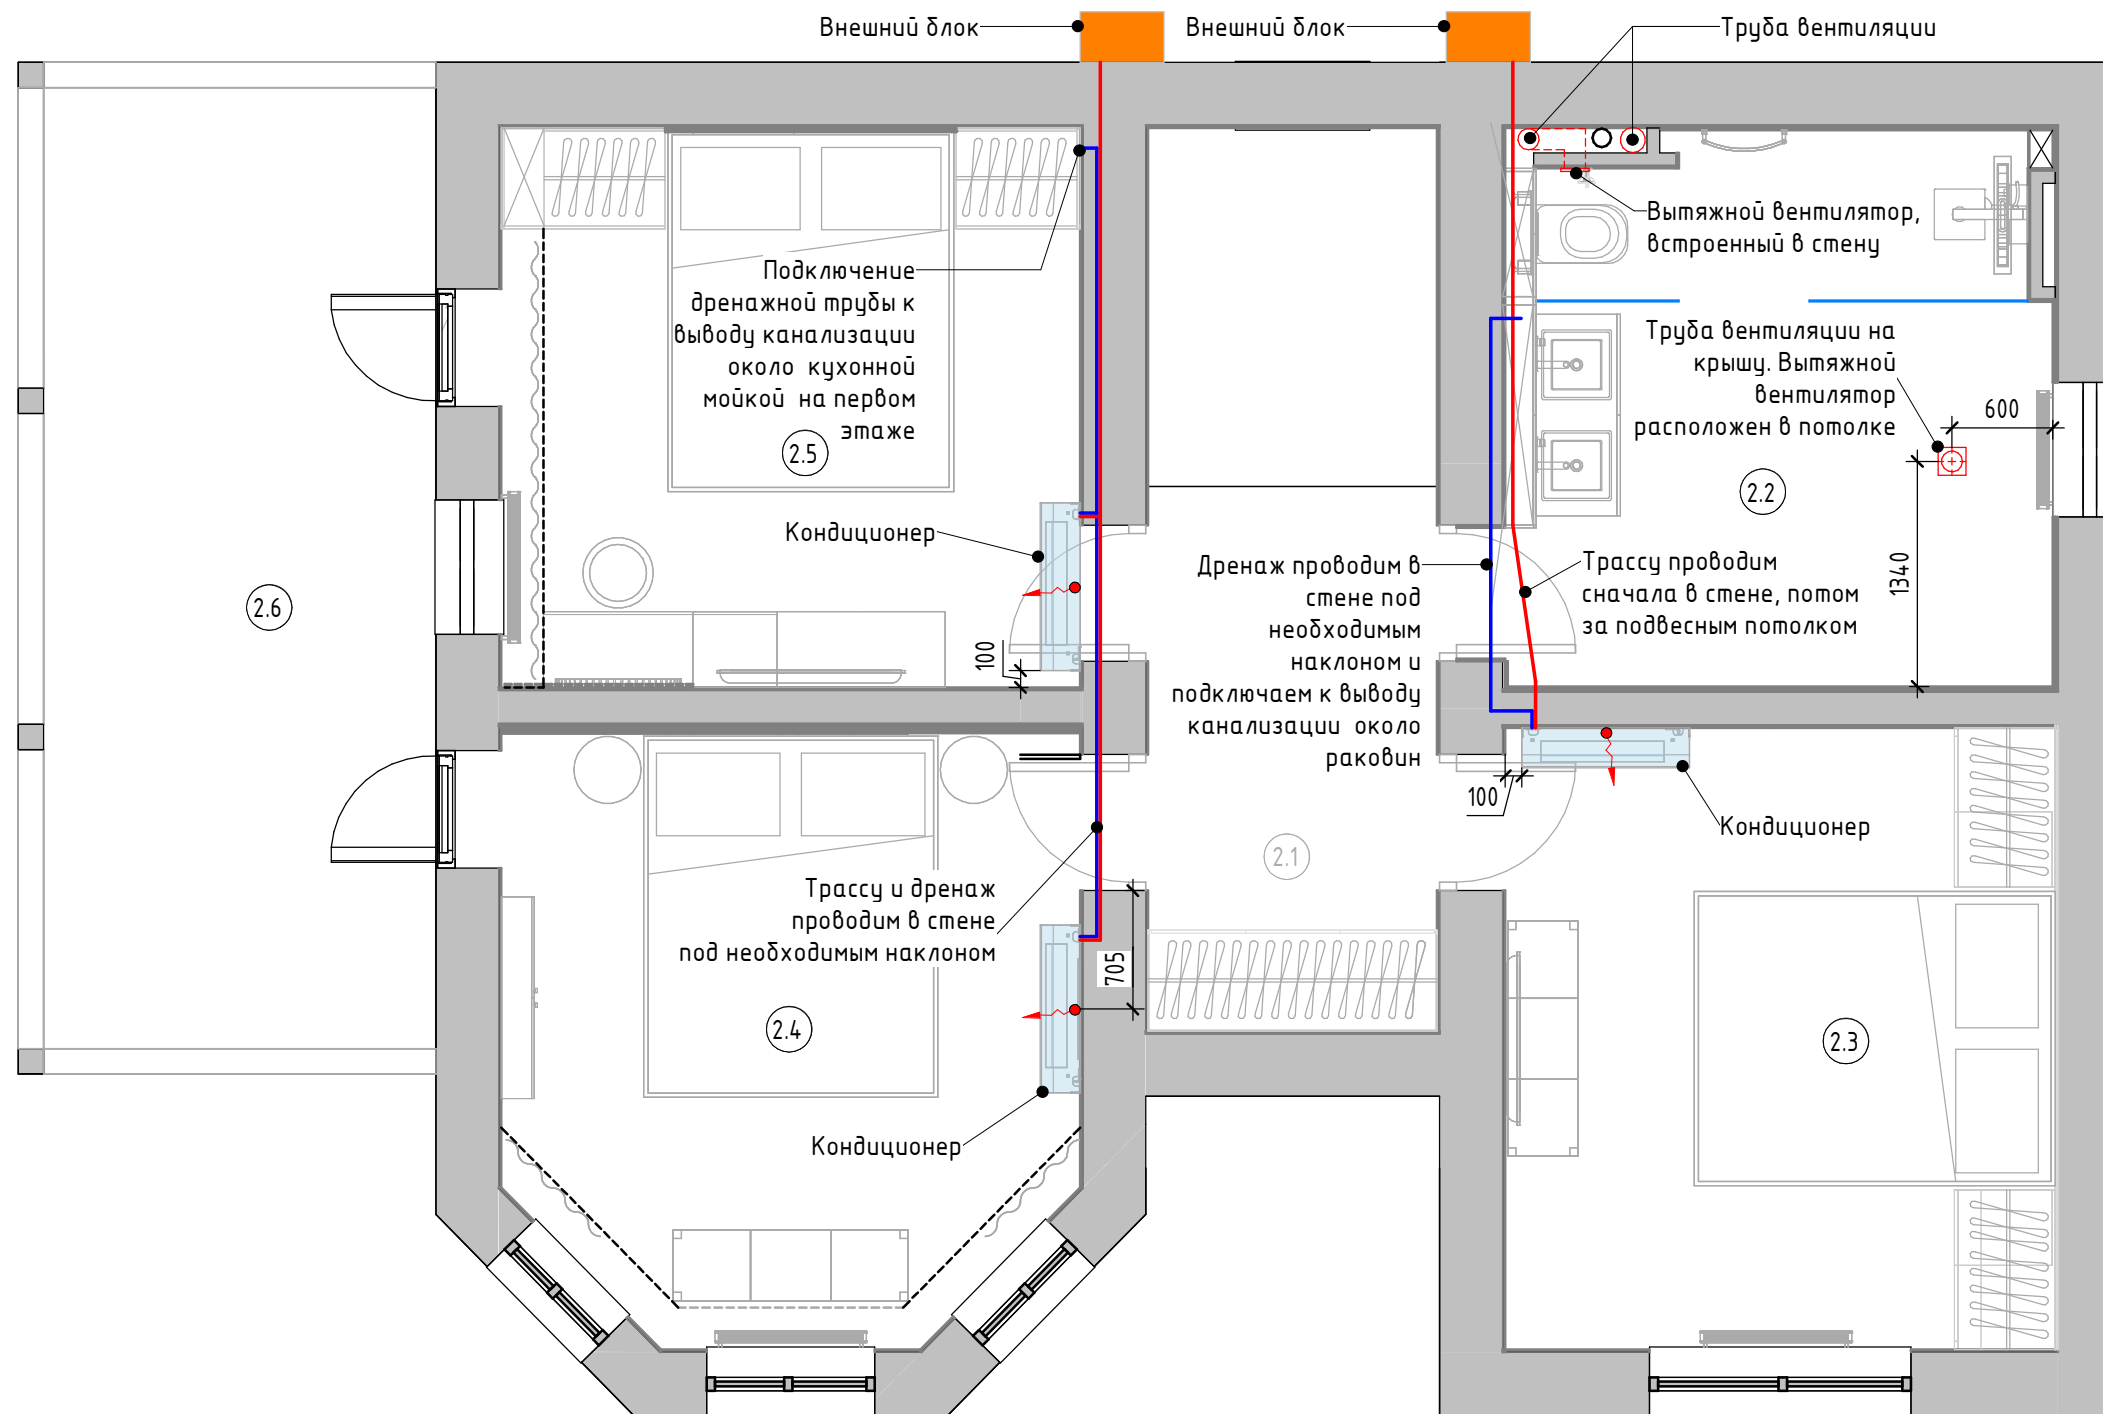 Внешний блок
Внешний блок
Труба вентиляции
Вытяжной вентилятор,
встроенный в стену
Подключение
дренажной трубы к
выводу канализации
около кухонной
мойкой на первом
этаже
2.5
Труба вентиляции на
крышу. Вытяжной
вентилятор
расположен в потолке
600
2.2
1340
Кондиционер
100
2.6
Дренаж проводим в
стене под
необходимым
наклоном и
подключаем к выводу
канализации около
раковин
Трассу проводим
сначала в стене, потом
за подвесным потолком
100
Кондиционер
2.1
Трассу и дренаж
проводим в стене
под необходимым наклоном
705
2.4
2.3
Кондиционер